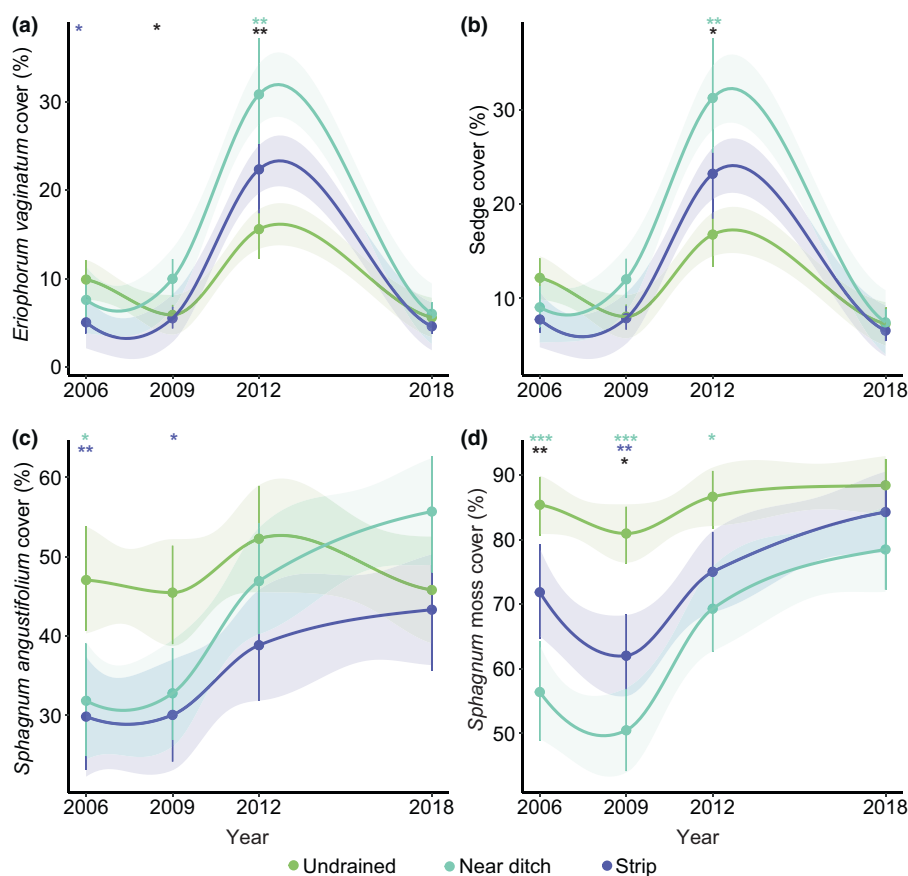 (a)
* * ** **
Eriophorum vaginatum cover (%)
30
20
10
0
2006 2009 2012 2018
(b)
** *
Sedge cover (%)
30
20
10
2006 2009 2012 2018
(c)
* ** *
Sphagnum angustifolium cover (%)
60
50
40
30
2006 2009 2012 2018
Year
(d)
*** *** *
** **
*
Sphagnum moss cover (%)
90
80
70
60
50
2006 2009 2012 2018
Year
Undrained Near ditch Strip